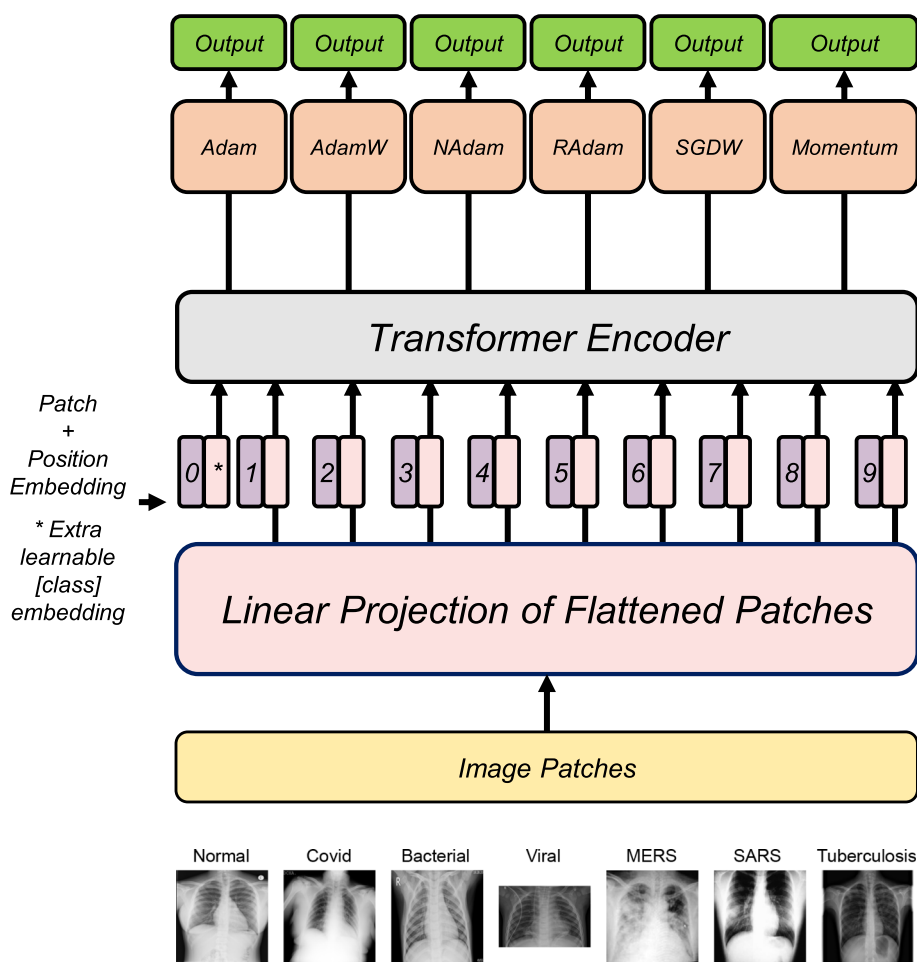 Output Output Output Output Output Output
Adam AdamW NAdam RAdam SGDW Momentum
Transformer Encoder
Patch
+
Position
Embedding
0 * 1 2 3 4 5 6 7 8 9
* Extra
learnable
[class]
embedding
Linear Projection of Flattened Patches
Image Patches
Normal Covid Bacterial Viral MERS SARS Tuberculosis
R